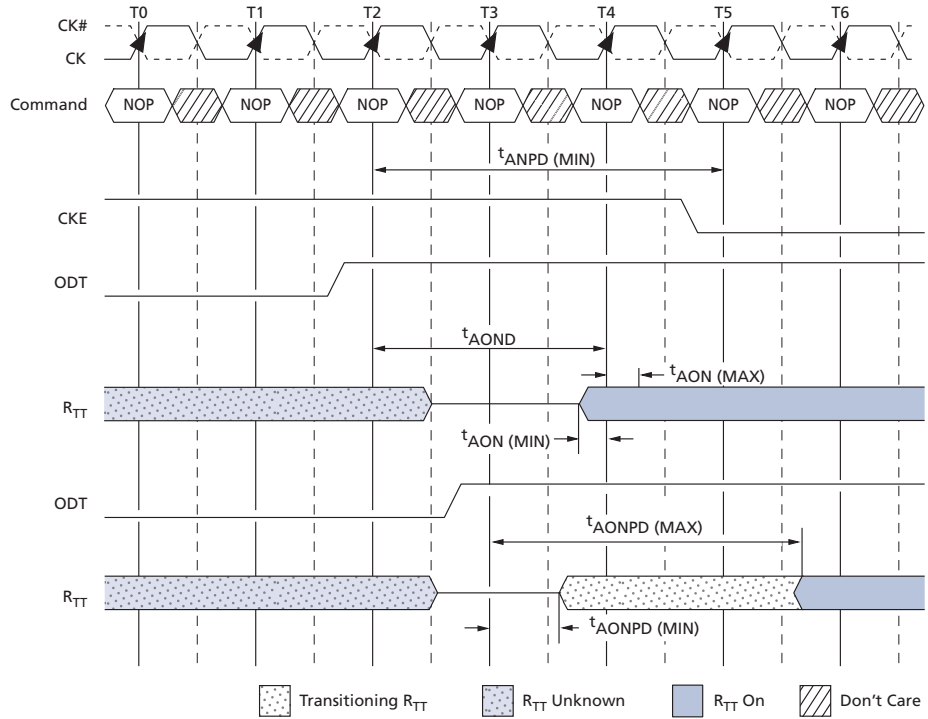 T0 T1 T2 T3 T4 T5 T6
CK#
CK
Command NOP NOP NOP NOP NOP NOP NOP
tANPD (MIN)
CKE
ODT
tAOND
tAON (MAX)
RTT
tAON (MIN)
ODT
tAONPD (MAX)
RTT
tAONPD (MIN)
Transitioning RTT RTT Unknown RTT On Don't Care